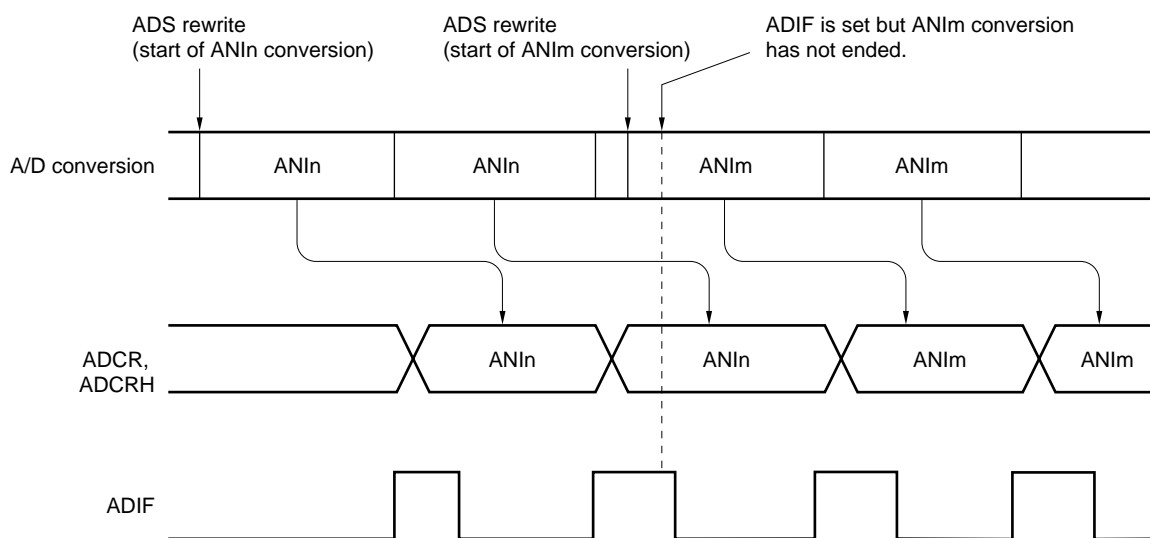 ADS rewrite
(start of ANIn conversion)
ADS rewrite
(start of ANIm conversion)
ADIF is set but ANIm conversion
has not ended.
A/D conversion
ANIn
ANIn
ANIm
ANIm
ADCR,
ADCRH
ANIn
ANIn
ANIm
ANIm
ADIF